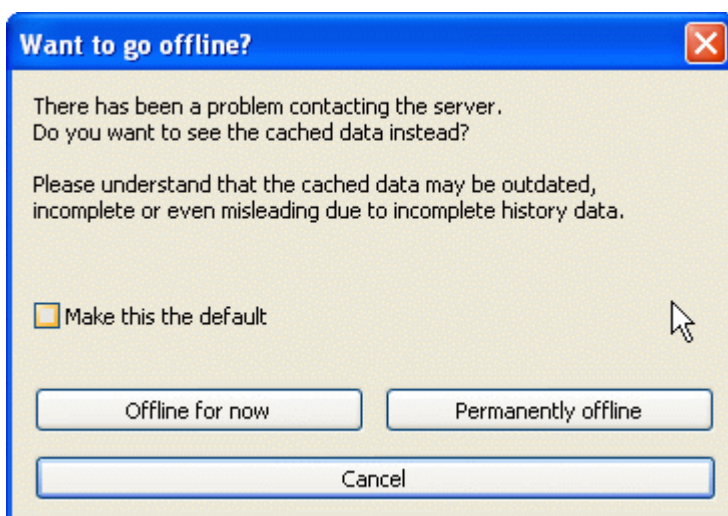 Want to go offline?
There has been a problem contacting the server.
Do you want to see the cached data instead?
Please understand that the cached data may be outdated,
incomplete or even misleading due to incomplete history data.
Make this the default
Offline for now
Permanently offline
Cancel